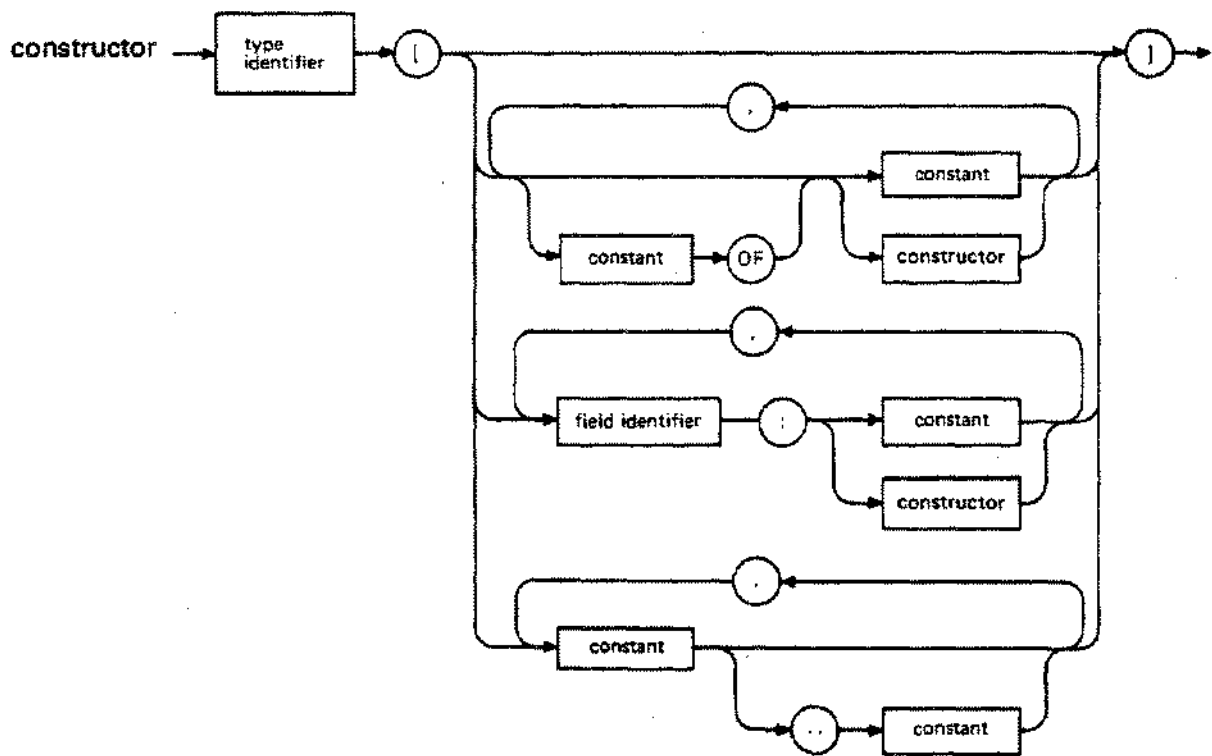 constructor
type
identifier
[
]
,
constant
constant
OF
constructor
,
field identifier
:
constant
constructor
,
constant
..
constant